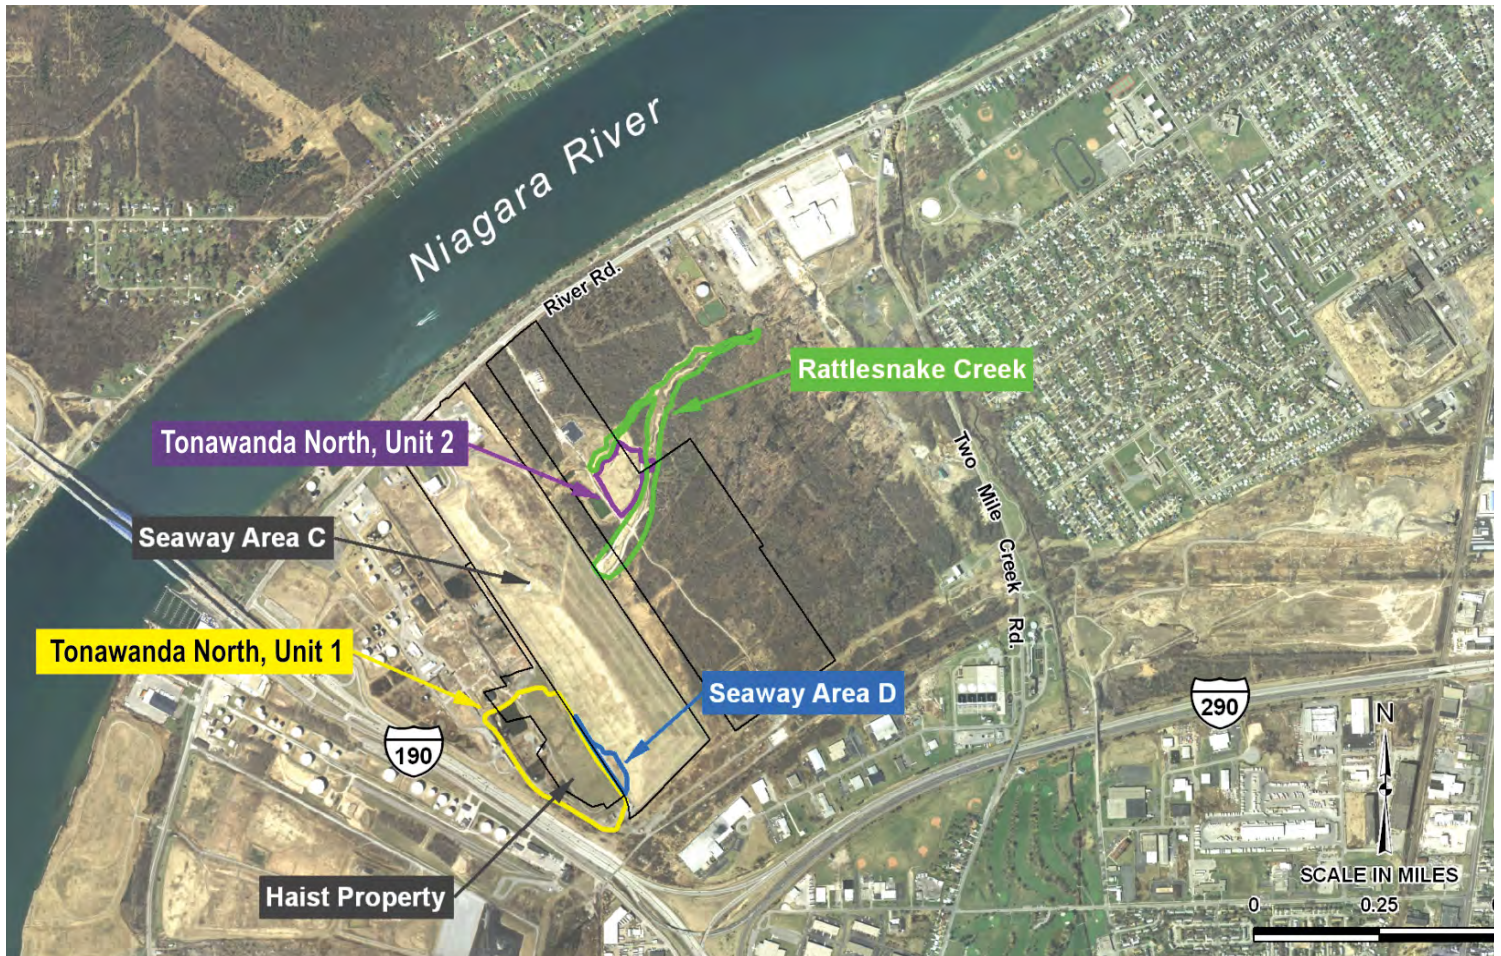 Niagara River
River Rd.
Rattlesnake Creek
Tonawanda North, Unit 2
Two Mile Creek Rd.
Seaway Area C
Tonawanda North, Unit 1
Seaway Area D
290
N
190
Haist Property
SCALE IN MILES
0 0.25